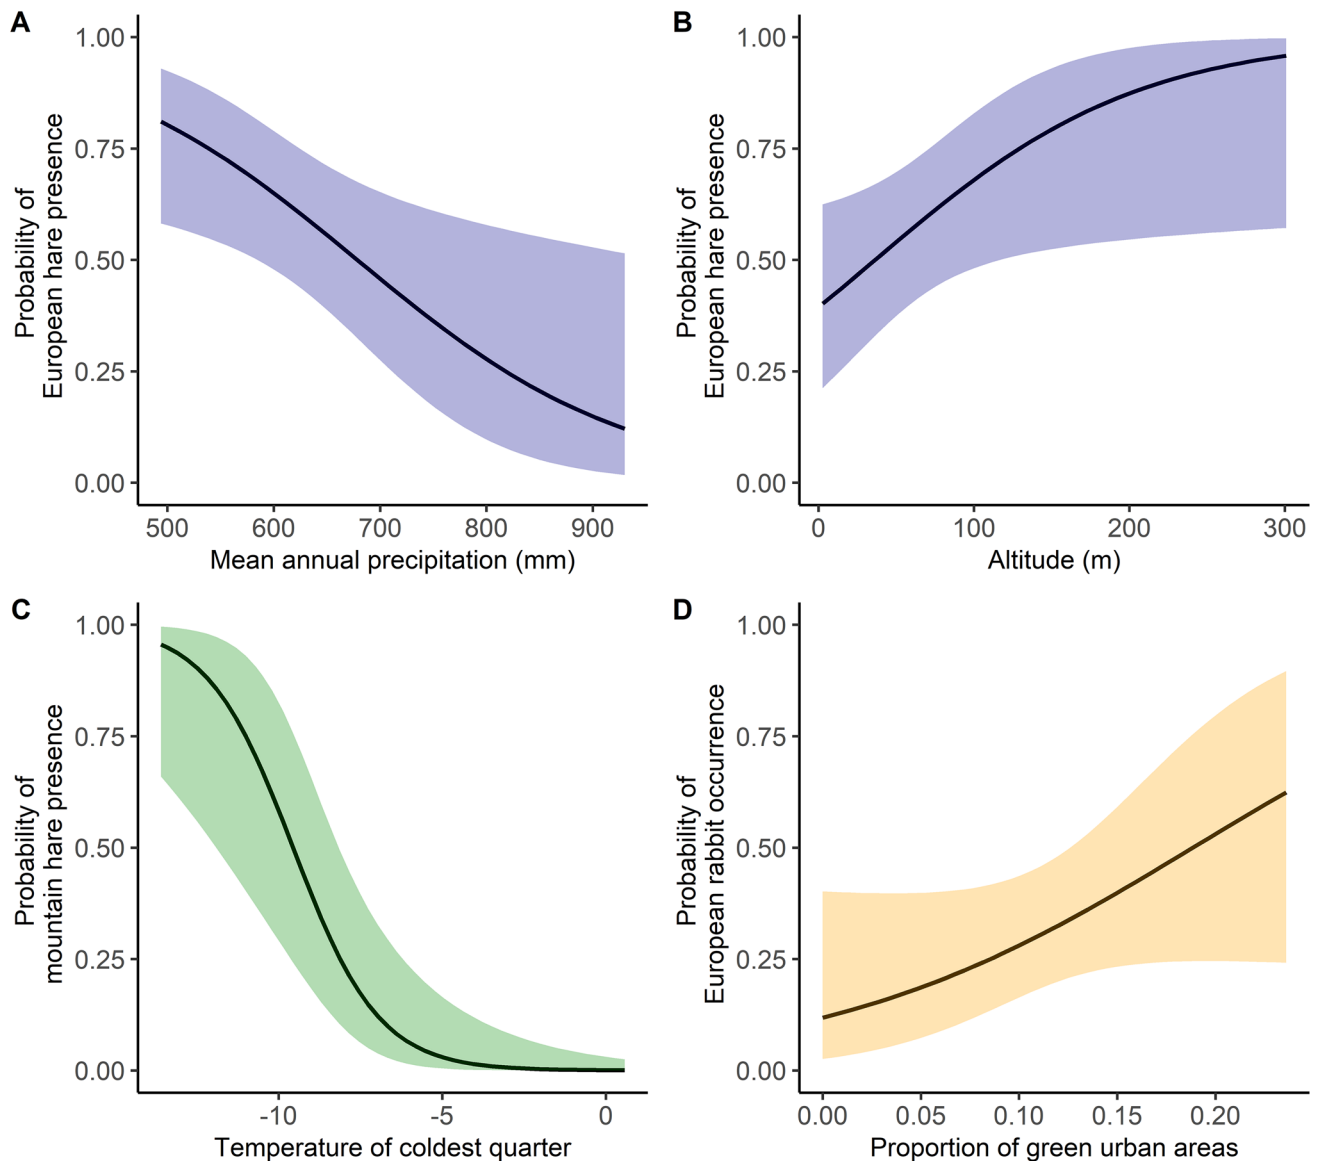 A
Probability of
European hare presence
1.00
0.75
0.50
0.25
0.00
500 600 700 800 900
Mean annual precipitation (mm)
B
Probability of
European hare presence
1.00
0.75
0.50
0.25
0.00
0 100 200 300
Altitude (m)
C
Probability of
mountain hare presence
1.00
0.75
0.50
0.25
0.00
-10 -5 0
Temperature of coldest quarter
D
Probability of
European rabbit occurrence
1.00
0.75
0.50
0.25
0.00
0.00 0.05 0.10 0.15 0.20
Proportion of green urban areas